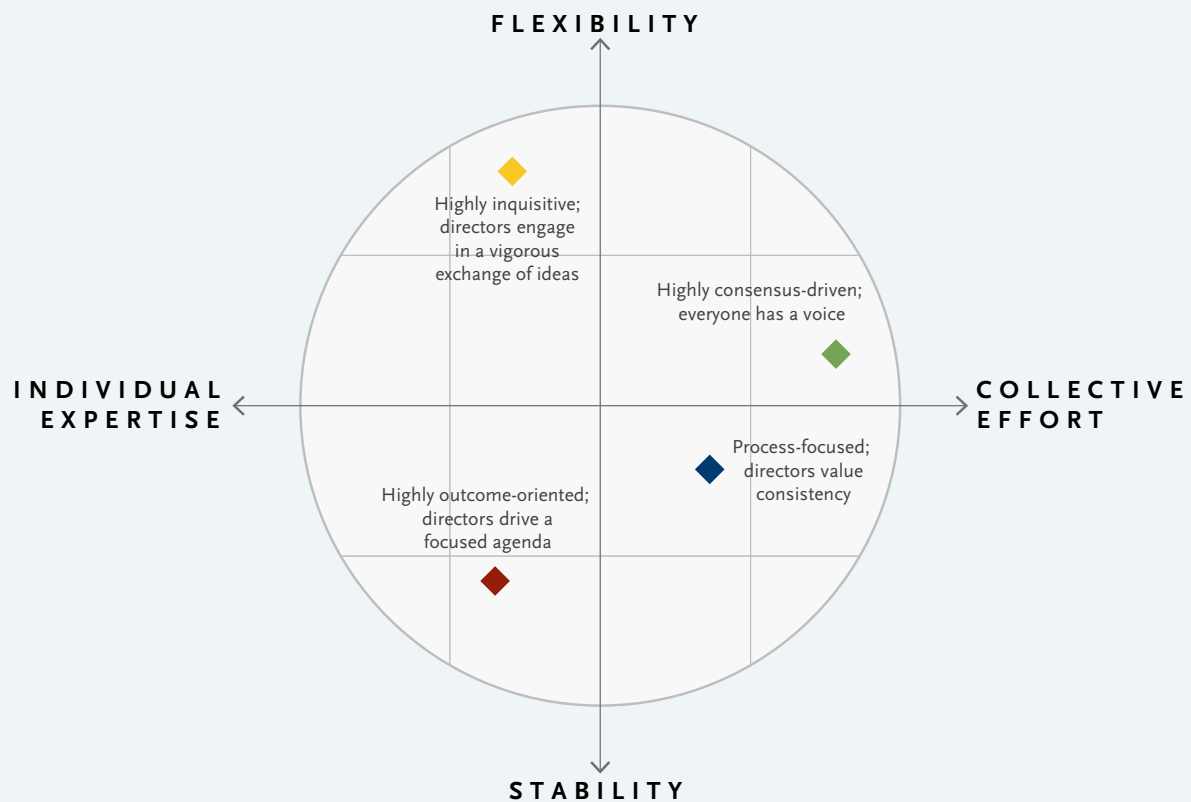 FLEXIBILITY
Highly inquisitive;
directors engage
in a vigorous
exchange of ideas
Highly consensus-driven;
everyone has a voice
INDIVIDUAL
EXPERTISE
COLLECTIVE
EFFORT
Process-focused;
directors value
consistency
Highly outcome-oriented;
directors drive a
focused agenda
STABILITY